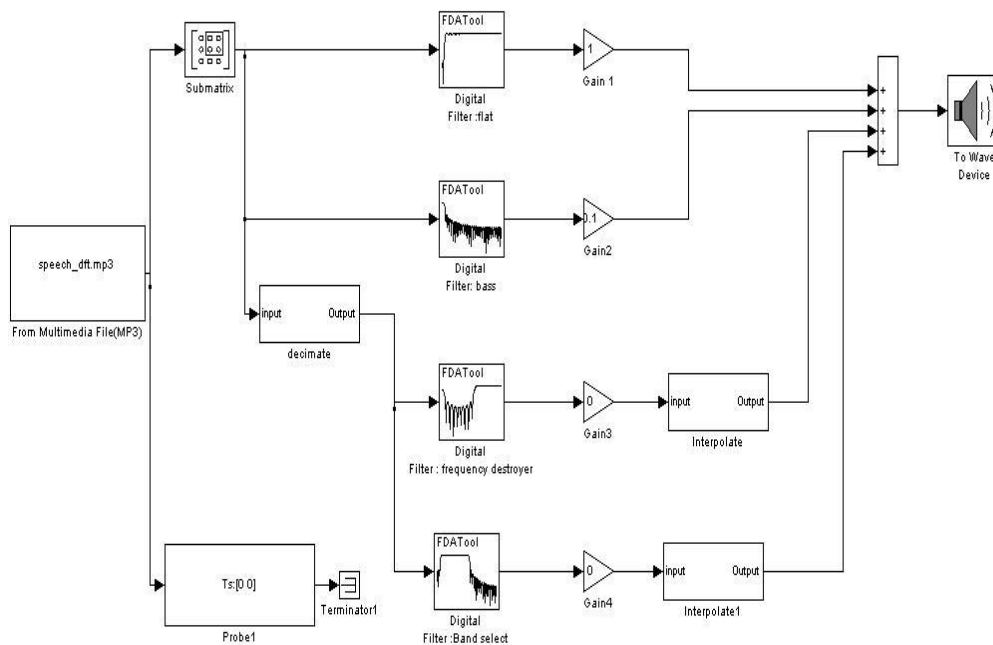 FDATool
1
Submatrix
Gain 1
Digital
Filter :flat
+
+
+
+
To Wave
Device
FDATool
0.1
Gain2
Digital
Filter: bass
speech_dft.mp3
From Multimedia File(MP3)
input Output
decimate
FDATool
0
Gain3
input Output
Interpolate
Digital
Filter : frequency destroyer
FDATool
Ts:[0 0]
Probe1
Terminator1
0
Gain4
input Output
Interpolate1
Digital
Filter :Band select